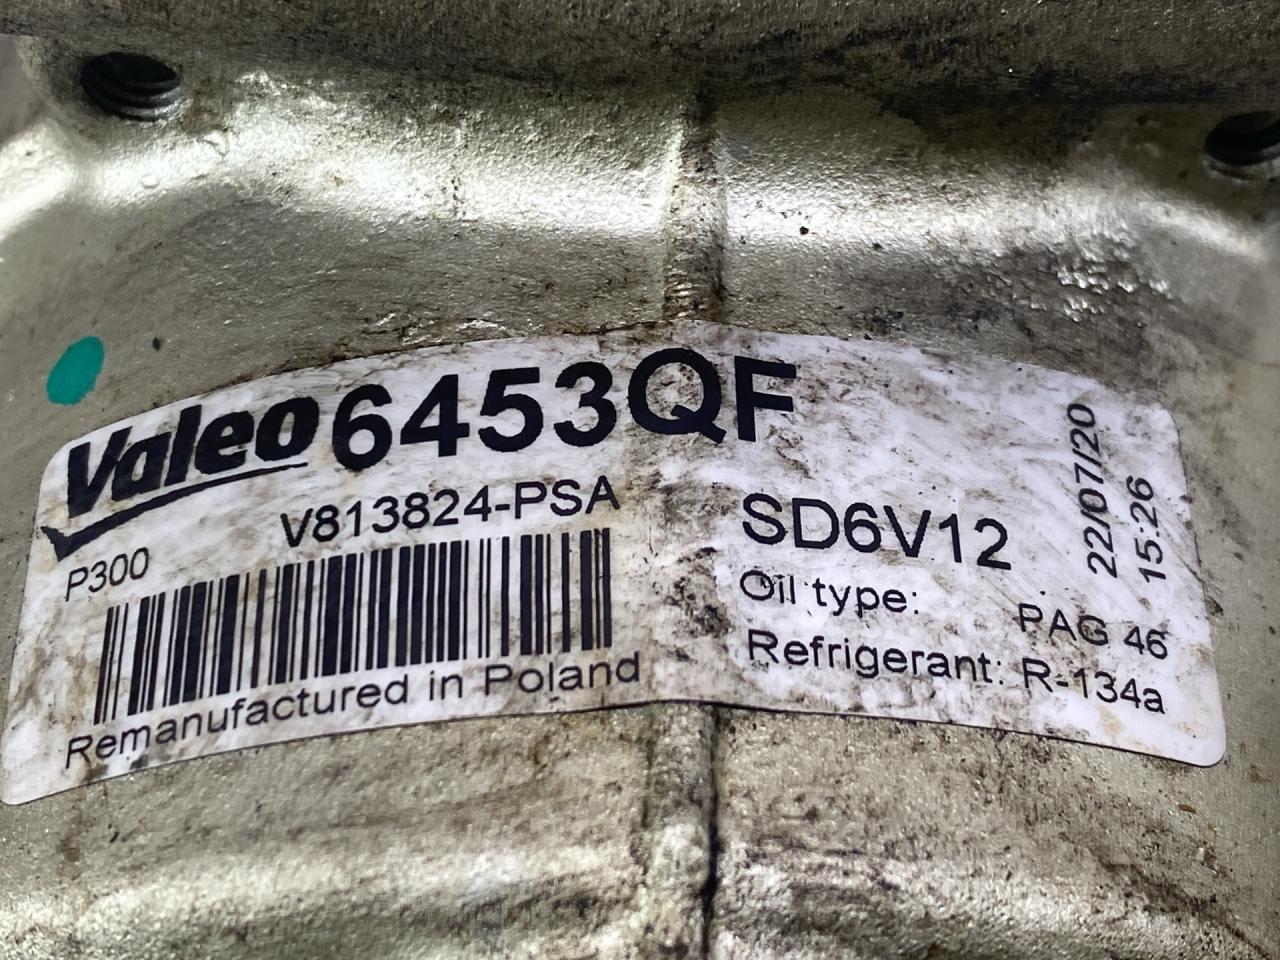 Valeo 6453QF
V813824-PSA
P300
Remanufactured in Poland
SD6V12
Oil type: PAG 46
Refrigerant: R-134a
22/07/20
15:26